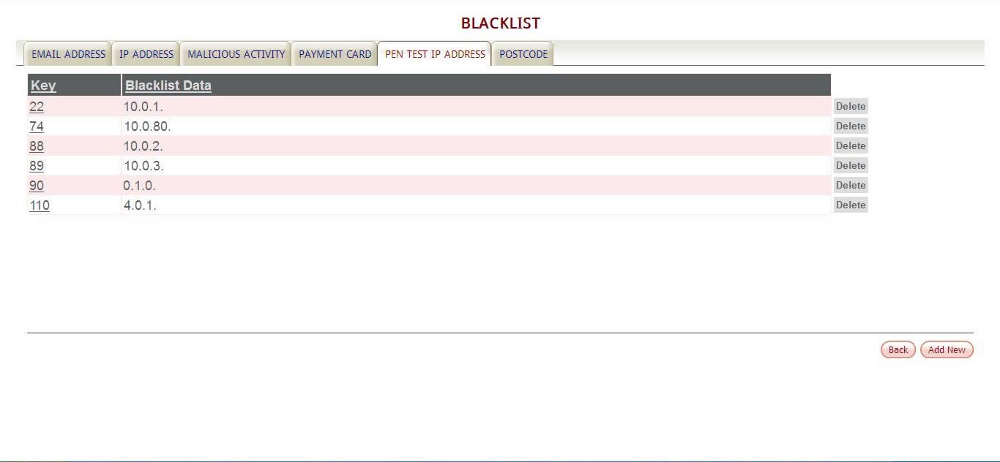 BLACKLIST
EMAIL ADDRESS IP ADDRESS MALICIOUS ACTIVITY PAYMENT CARD PEN TEST IP ADDRESS POSTCODE
Key Blacklist Data
22 10.0.1. Delete
74 10.0.80. Delete
88 10.0.2. Delete
89 10.0.3. Delete
90 0.1.0. Delete
110 4.0.1. Delete
Back Add New